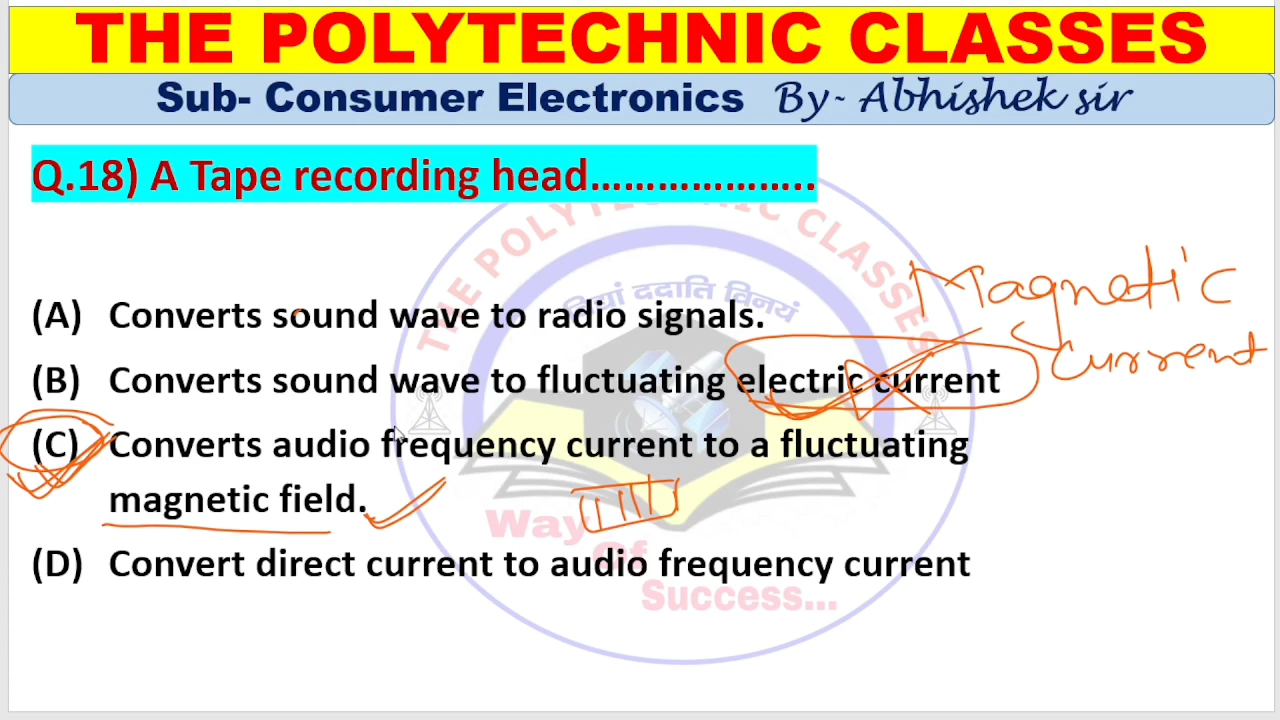 THE POLYTECHNIC CLASSES
Sub- Consumer Electronics By- Abhishek sir
Q.18) A Tape recording head………………..
(A) Converts sound wave to radio signals.
(B) Converts sound wave to fluctuating electric current
(C) Converts audio frequency current to a fluctuating
magnetic field.
(D) Convert direct current to audio frequency current
Magnetic
Current
THE POLYTECHNIC CLASSES
ददाति विनयं
Way
Of
Success...